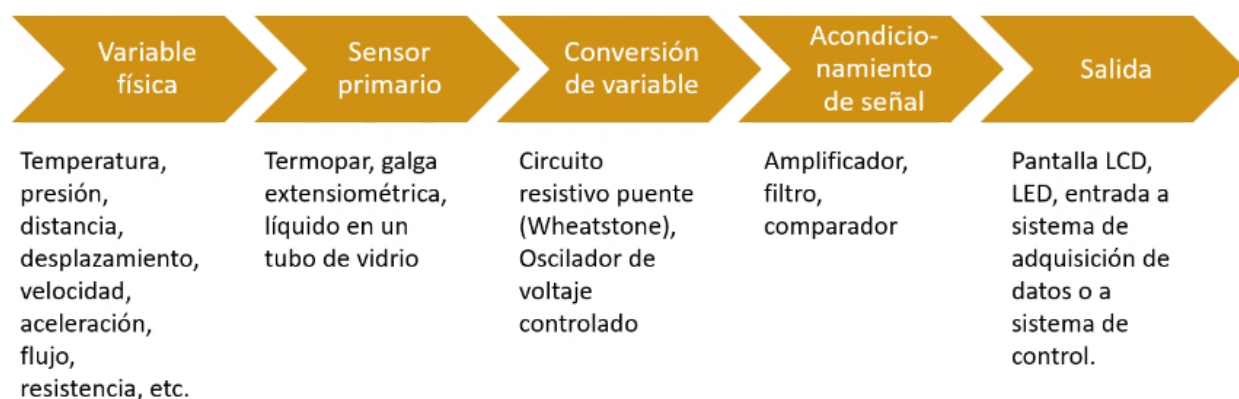 Variable
física
Sensor
primario
Conversión
de variable
Acondicio-
namiento
de señal
Salida
Temperatura,
presión,
distancia,
desplazamiento,
velocidad,
aceleración,
flujo,
resistencia, etc.
Termopar, galga
extensiométrica,
líquido en un
tubo de vidrio
Circuito
resistivo puente
(Wheatstone),
Oscilador de
voltaje
controlado
Amplificador,
filtro,
comparador
Pantalla LCD,
LED, entrada a
sistema de
adquisición de
datos o a
sistema de
control.